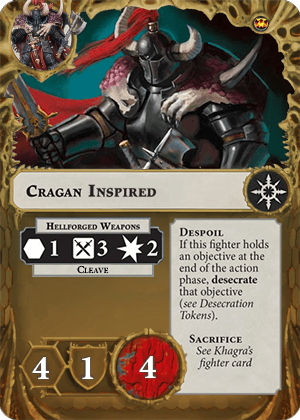 Cragan Inspired
Hellforged Weapons
1 3 2
Cleave
Despoil
If this fighter holds
an objective at the
end of the action
phase, desecrate
that objective
(see Desecration
Tokens).
Sacrifice
See Khagra's
fighter card
4 1 4